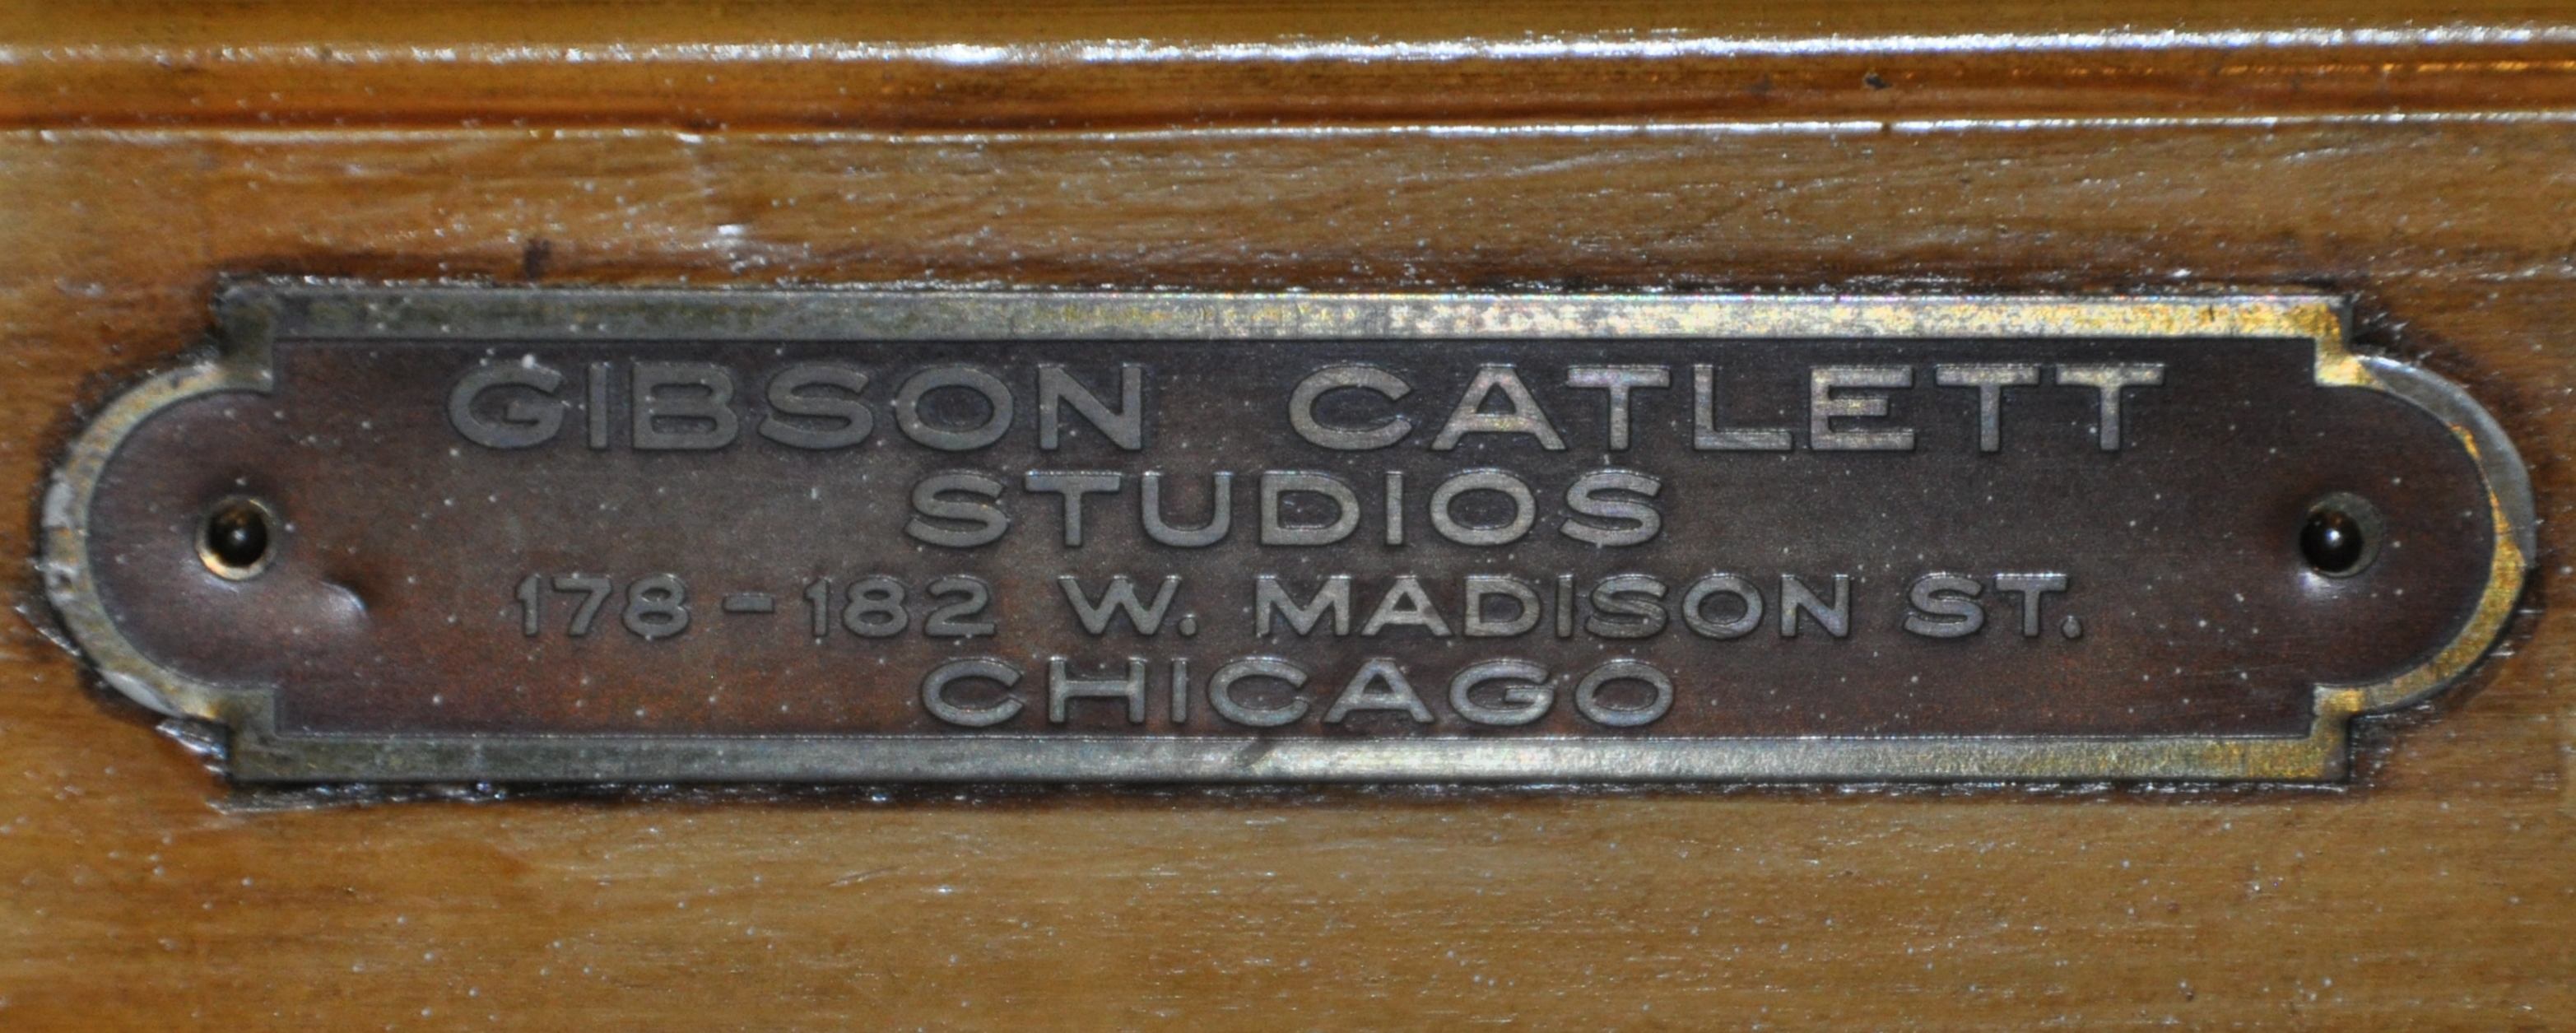 GIBSON CATLETT
STUDIOS
178-182 W. MADISON ST.
CHICAGO